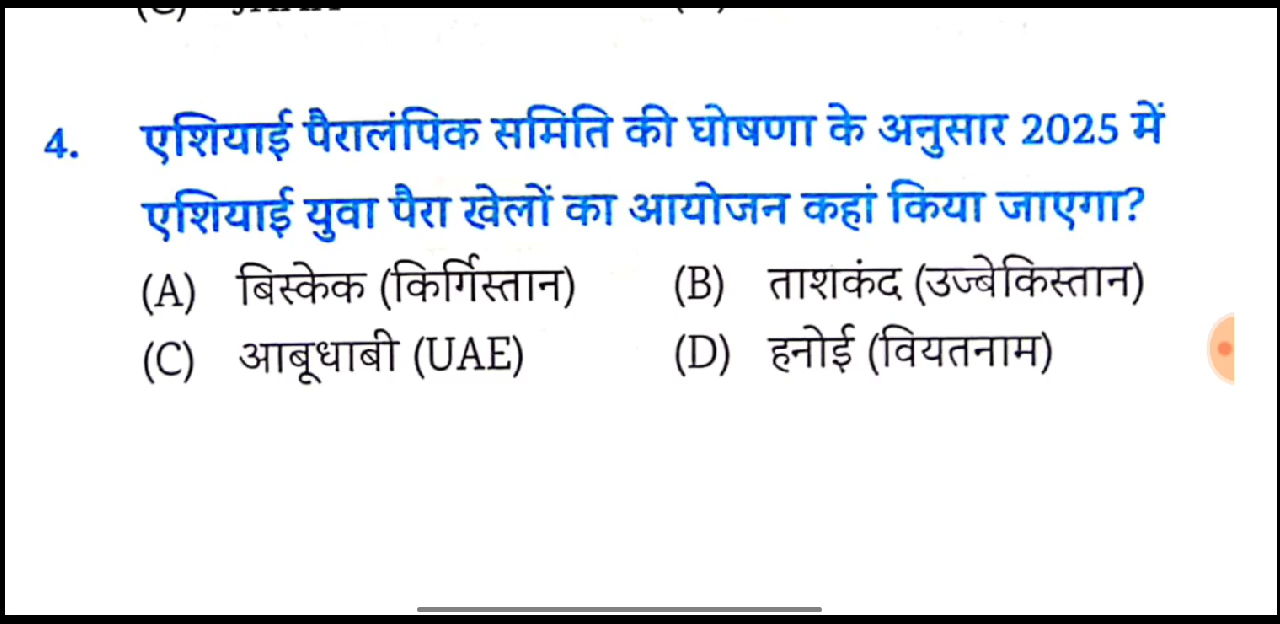 4. एशियाई पैरालंपिक समिति की घोषणा के अनुसार 2025 में
एशियाई युवा पैरा खेलों का आयोजन कहां किया जाएगा?
(A) बिस्केक (किर्गिस्तान) (B) ताशकंद (उज्बेकिस्तान)
(C) आबूधाबी (UAE) (D) हनोई (वियतनाम)